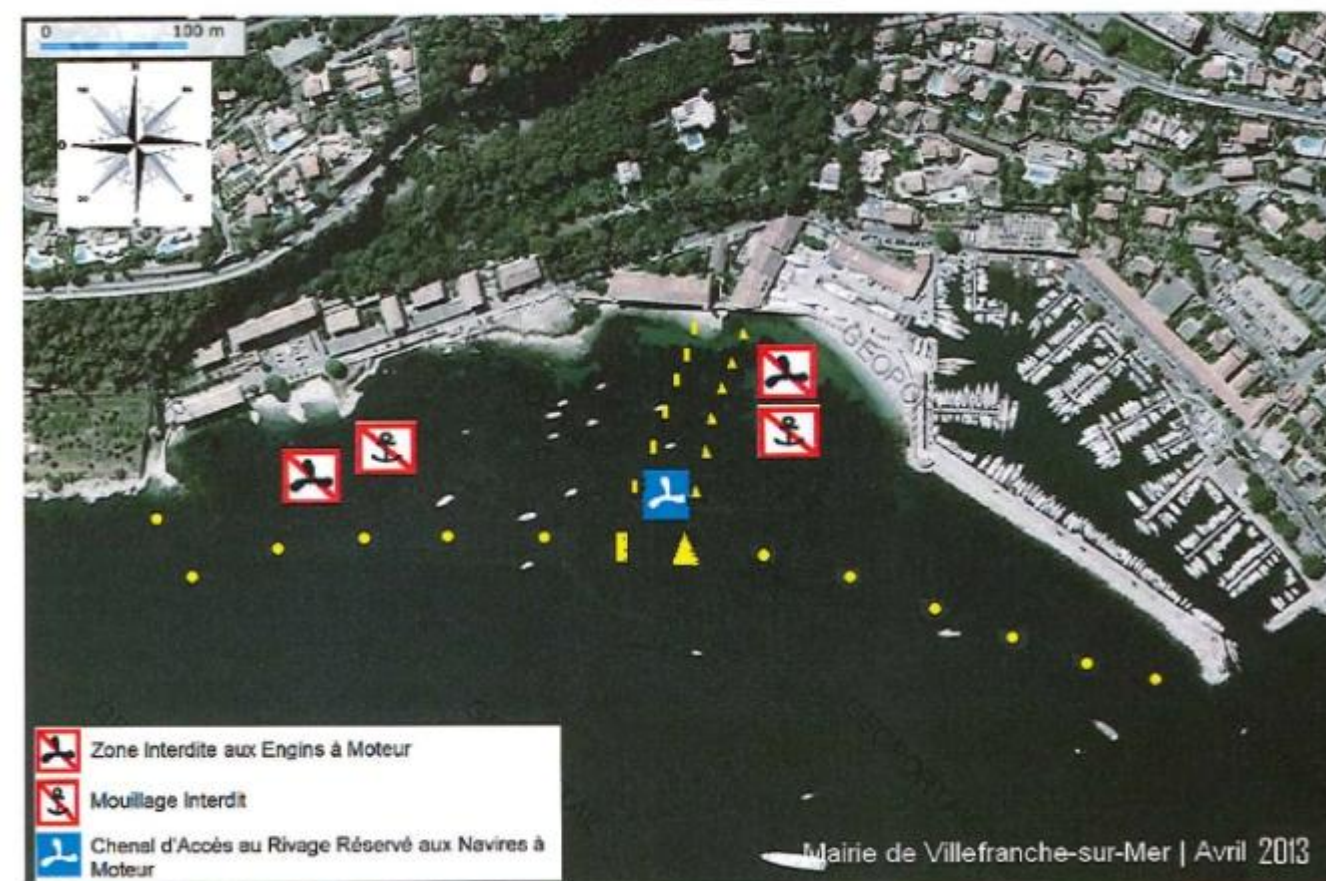 0 100 m
GEOPO
Zone Interdite aux Engins à Moteur
Mouillage Interdit
Chenal d'Accès au Rivage Réservé aux Navires à
Moteur
Mairie de Villefranche-sur-Mer | Avril 2013